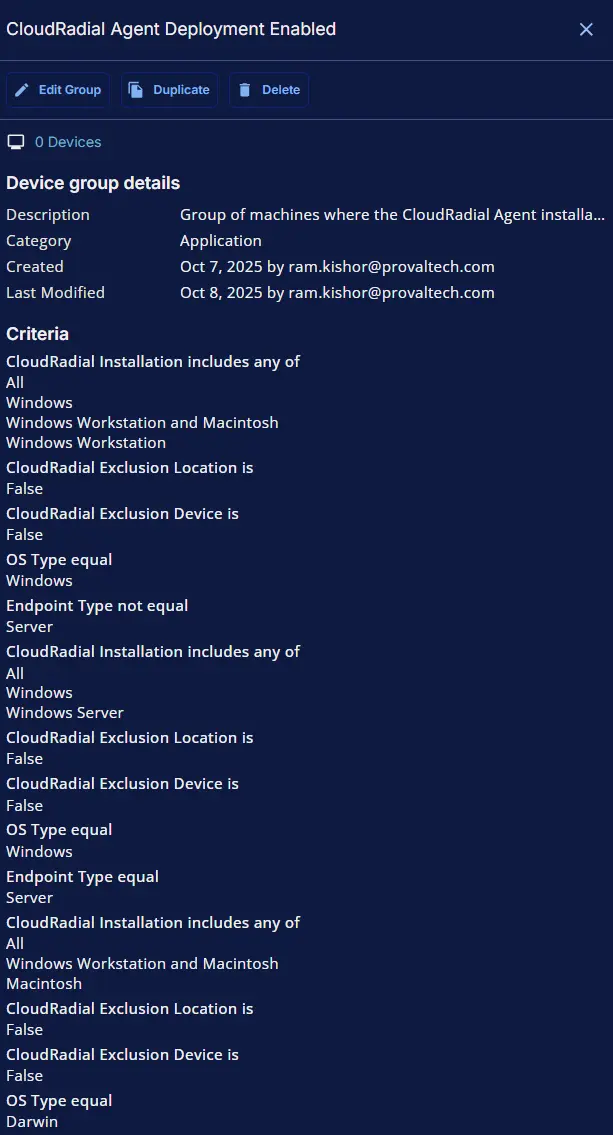 CloudRadial Agent Deployment Enabled
Edit Group Duplicate Delete
0 Devices
Device group details
Description Group of machines where the CloudRadial Agent installa...
Category Application
Created Oct 7, 2025 by ram.kishor@provaltech.com
Last Modified Oct 8, 2025 by ram.kishor@provaltech.com
Criteria
CloudRadial Installation includes any of
All
Windows
Windows Workstation and Macintosh
Windows Workstation
CloudRadial Exclusion Location is
False
CloudRadial Exclusion Device is
False
OS Type equal
Windows
Endpoint Type not equal
Server
CloudRadial Installation includes any of
All
Windows
Windows Server
CloudRadial Exclusion Location is
False
CloudRadial Exclusion Device is
False
OS Type equal
Windows
Endpoint Type equal
Server
CloudRadial Installation includes any of
All
Windows Workstation and Macintosh
Macintosh
CloudRadial Exclusion Location is
False
CloudRadial Exclusion Device is
False
OS Type equal
Darwin